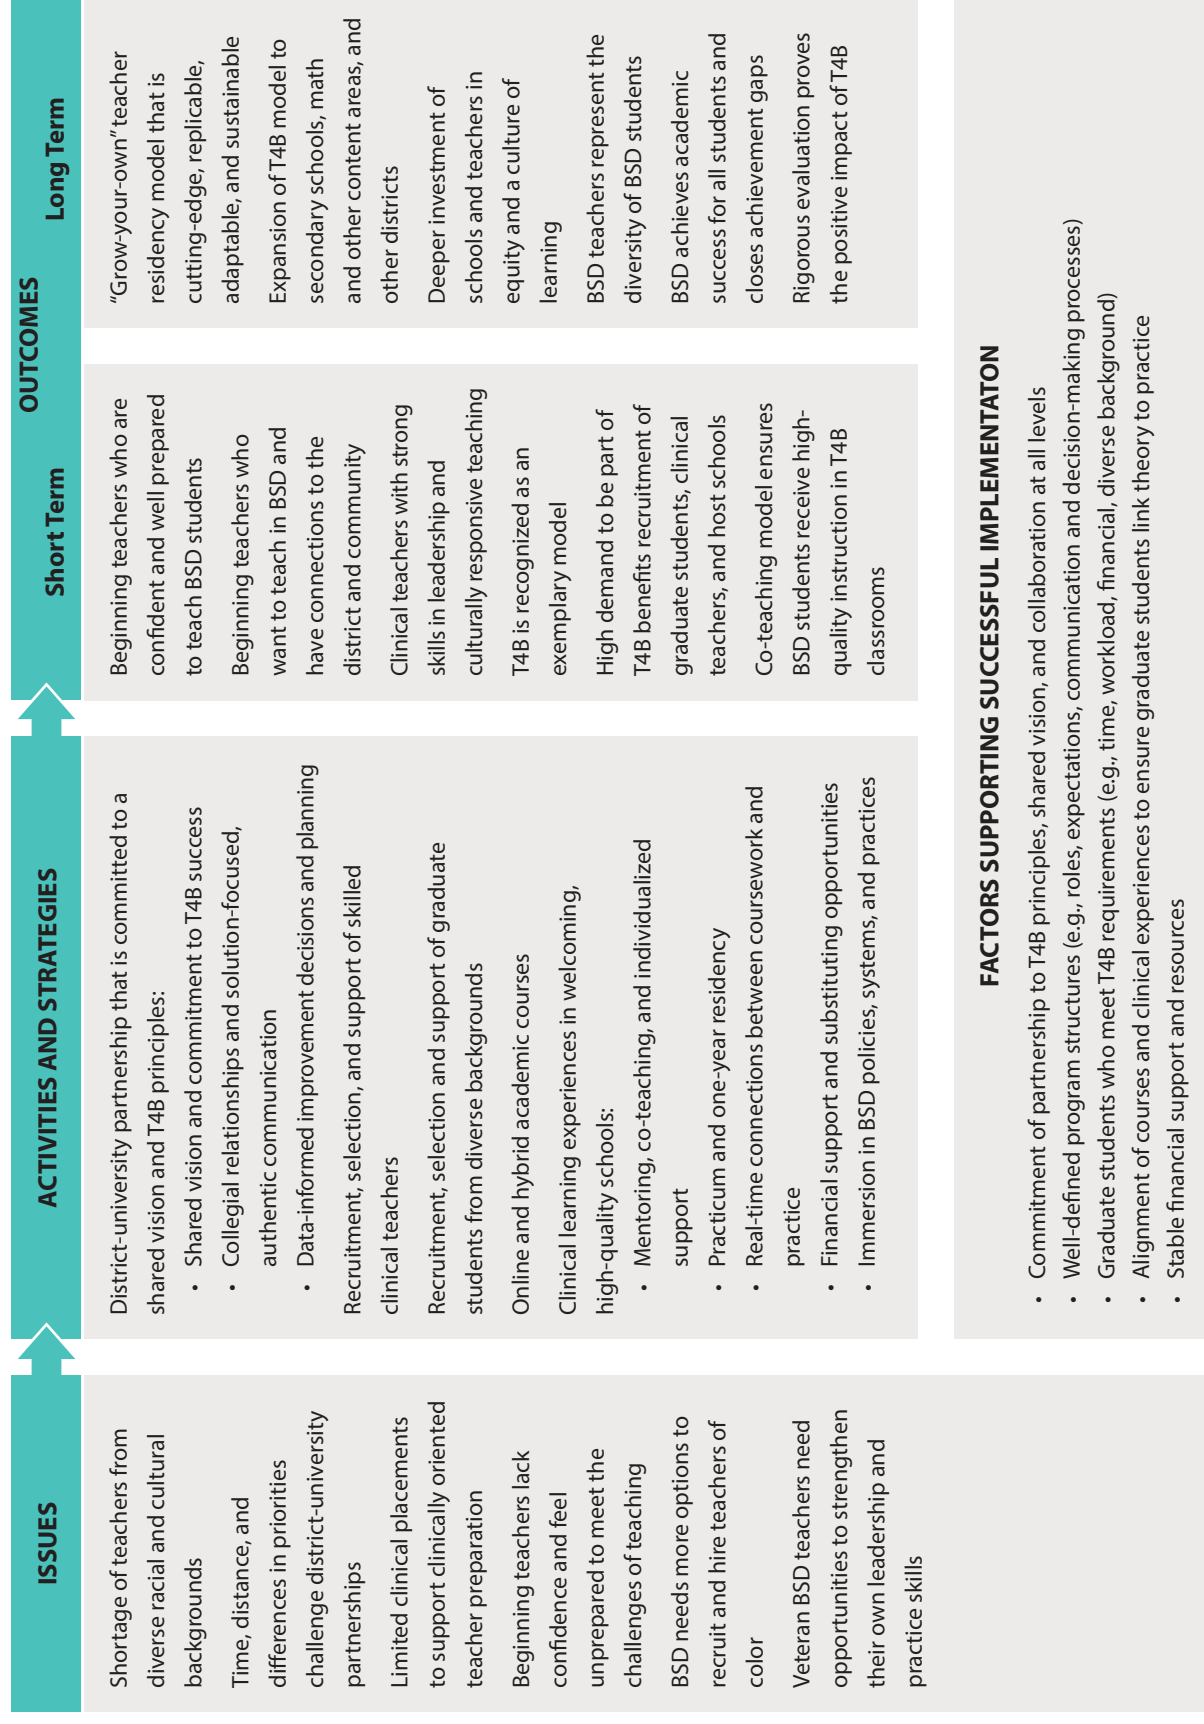 ISSUES
Shortage of teachers from
diverse racial and cultural
backgrounds
Time, distance, and
differences in priorities
challenge district-university
partnerships
Limited clinical placements
to support clinically oriented
teacher preparation
Beginning teachers lack
confidence and feel
unprepared to meet the
challenges of teaching
BSD needs more options to
recruit and hire teachers of
color
Veteran BSD teachers need
opportunities to strengthen
their own leadership and
practice skills
ACTIVITIES AND STRATEGIES
District-university partnership that is committed to a
shared vision and T4B principles:
• Shared vision and commitment to T4B success
• Collegial relationships and solution-focused,
authentic communication
• Data-informed improvement decisions and planning
Recruitment, selection, and support of skilled
clinical teachers
Recruitment, selection and support of graduate
students from diverse backgrounds
Online and hybrid academic courses
Clinical learning experiences in welcoming,
high-quality schools:
• Mentoring, co-teaching, and individualized
support
• Practicum and one-year residency
• Real-time connections between coursework and
practice
• Financial support and substituting opportunities
• Immersion in BSD policies, systems, and practices
OUTCOMES
Short Term
Beginning teachers who are
confident and well prepared
to teach BSD students
Beginning teachers who
want to teach in BSD and
have connections to the
district and community
Clinical teachers with strong
skills in leadership and
culturally responsive teaching
T4B is recognized as an
exemplary model
High demand to be part of
T4B benefits recruitment of
graduate students, clinical
teachers, and host schools
Co-teaching model ensures
BSD students receive high-
quality instruction in T4B
classrooms
Long Term
“Grow-your-own” teacher
residency model that is
cutting-edge, replicable,
adaptable, and sustainable
Expansion of T4B model to
secondary schools, math
and other content areas, and
other districts
Deeper investment of
schools and teachers in
equity and a culture of
learning
BSD teachers represent the
diversity of BSD students
BSD achieves academic
success for all students and
closes achievement gaps
Rigorous evaluation proves
the positive impact of T4B
FACTORS SUPPORTING SUCCESSFUL IMPLEMENTATON
• Commitment of partnership to T4B principles, shared vision, and collaboration at all levels
• Well-defined program structures (e.g., roles, expectations, communication and decision-making processes)
• Graduate students who meet T4B requirements (e.g., time, workload, financial, diverse background)
• Alignment of courses and clinical experiences to ensure graduate students link theory to practice
• Stable financial support and resources